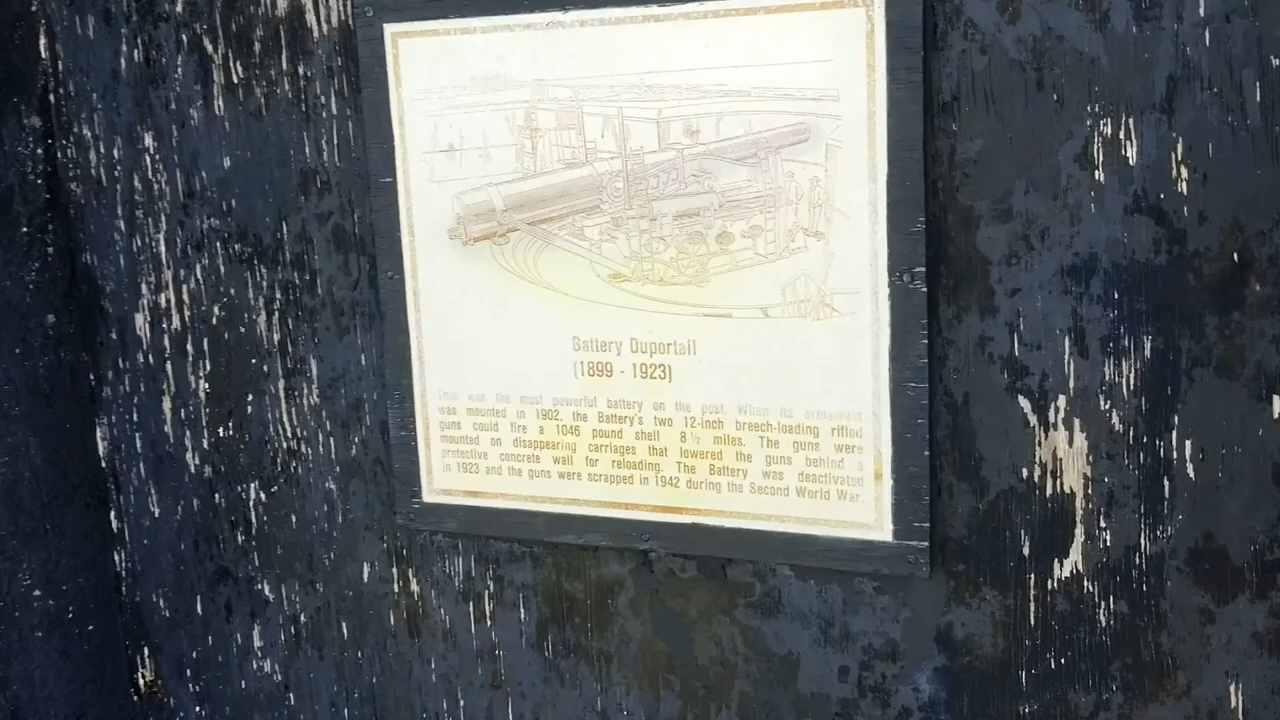 Battery Duportail
(1899 - 1923)
This was the most powerful battery on the post. When its armament
was mounted in 1902, the Battery's two 12-inch breech-loading rifled
guns could fire a 1046 pound shell 8 ½ miles. The guns were
mounted on disappearing carriages that lowered the guns behind a
protective concrete wall for reloading. The Battery was deactivated
in 1923 and the guns were scrapped in 1942 during the Second World War.